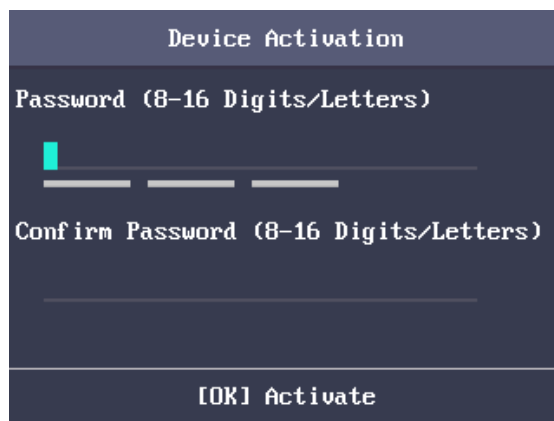 Device Activation
Password (8-16 Digits/Letters)
Confirm Password (8-16 Digits/Letters)
[OK] Activate